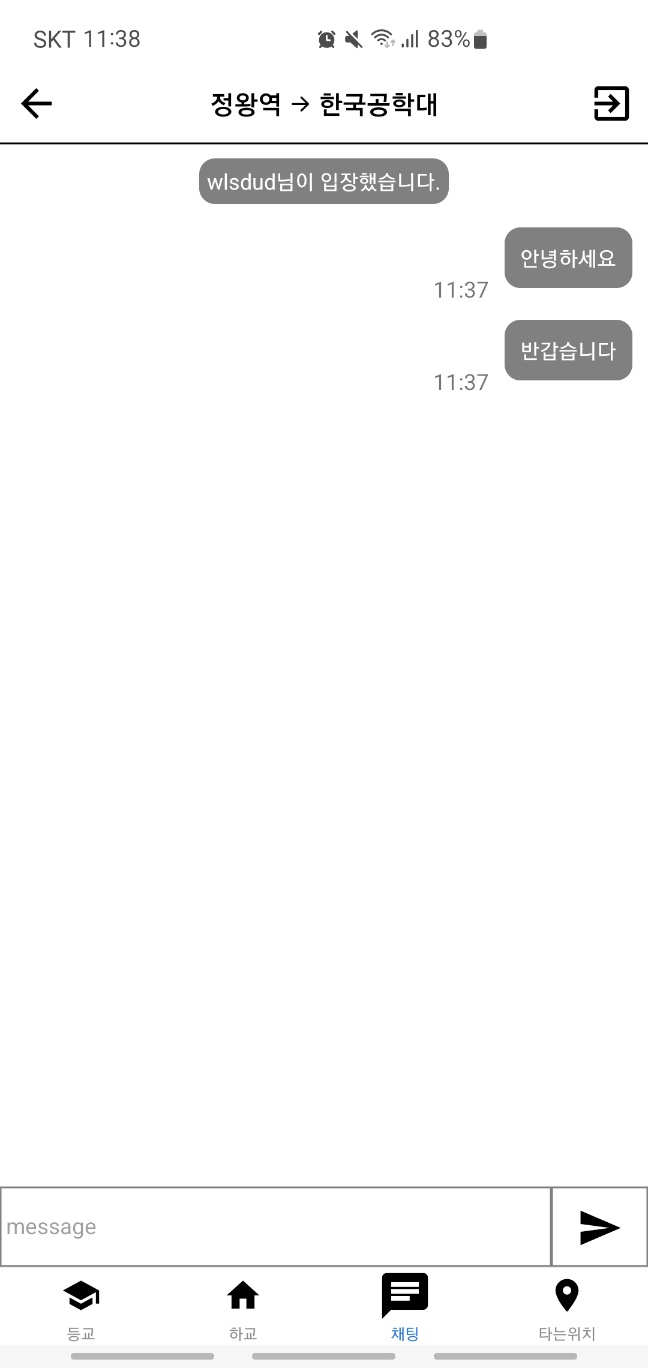 SKT 11:38 83%
정왕역 → 한국공학대
wlsdud님이 입장했습니다.
안녕하세요
11:37
반갑습니다
11:37
message
등교 하교 채팅 타는위치